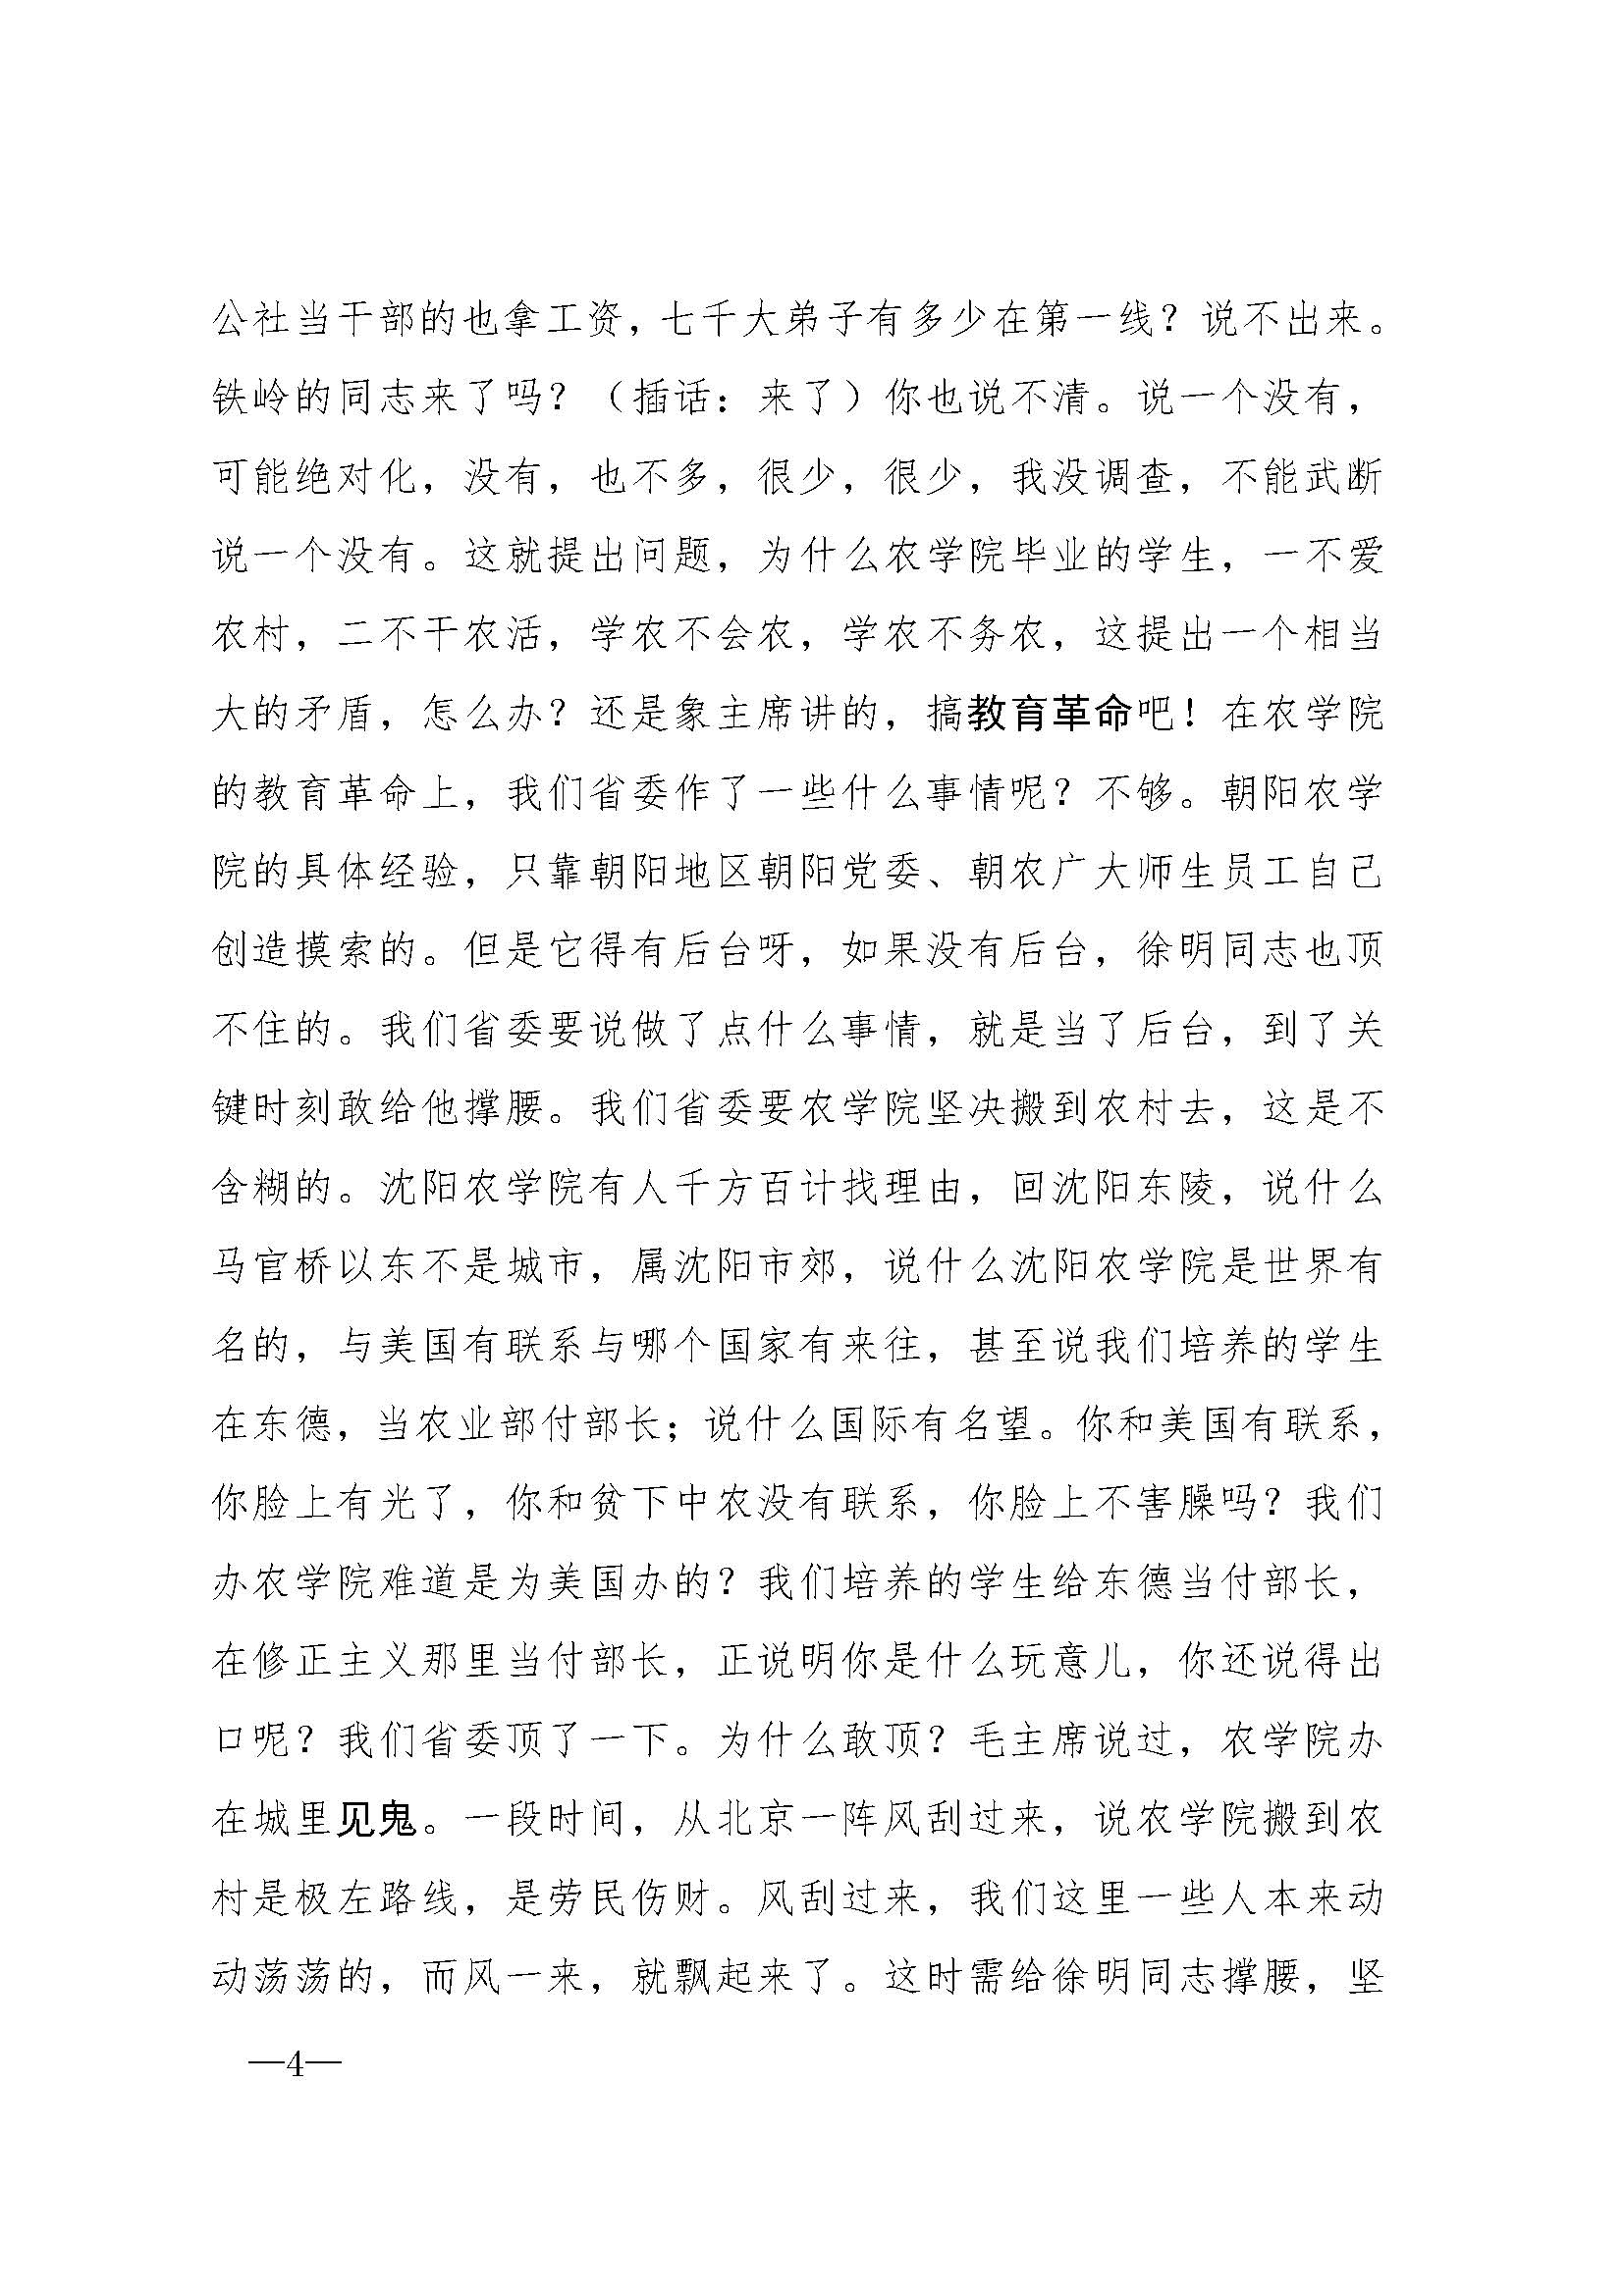 公社当干部的也拿工资，七千大弟子有多少在第一线？说不出来。
铁岭的同志来了吗？（插话：来了）你也说不清。说一个没有，
可能绝对化，没有，也不多，很少，很少，我没调查，不能武断
说一个没有。这就提出问题，为什么农学院毕业的学生，一不爱
农村，二不干农活，学农不会农，学农不务农，这提出一个相当
大的矛盾，怎么办？还是象主席讲的，搞教育革命吧！在农学院
的教育革命上，我们省委作了一些什么事情呢？不够。朝阳农学
院的具体经验，只靠朝阳地区朝阳党委、朝农广大师生员工自己
创造摸索的。但是它得有后台呀，如果没有后台，徐明同志也顶
不住的。我们省委要说做了点什么事情，就是当了后台，到了关
键时刻敢给他撑腰。我们省委要农学院坚决搬到农村去，这是不
含糊的。沈阳农学院有人千方百计找理由，回沈阳东陵，说什么
马官桥以东不是城市，属沈阳市郊，说什么沈阳农学院是世界有
名的，与美国有联系与哪个国家有来往，甚至说我们培养的学生
在东德，当农业部付部长；说什么国际有名望。你和美国有联系，
你脸上有光了，你和贫下中农没有联系，你脸上不害臊吗？我们
办农学院难道是为美国办的？我们培养的学生给东德当付部长，
在修正主义那里当付部长，正说明你是什么玩意儿，你还说得出
口呢？我们省委顶了一下。为什么敢顶？毛主席说过，农学院办
在城里见鬼。一段时间，从北京一阵风刮过来，说农学院搬到农
村是极左路线，是劳民伤财。风刮过来，我们这里一些人本来动
动荡荡的，而风一来，就飘起来了。这时需给徐明同志撑腰，坚
—4—